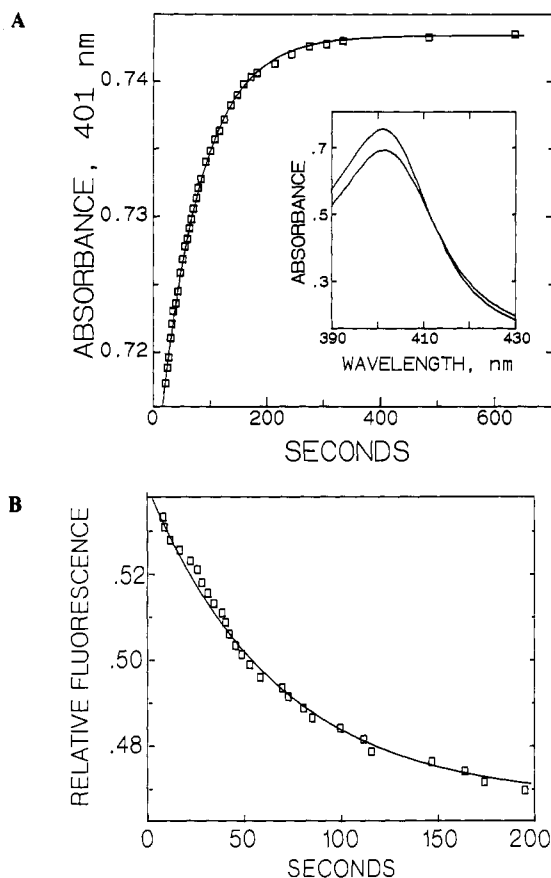 A
ABSORBANCE, 401 nm
0.74
0.73
0.72
0 200 400 600
SECONDS
ABSORBANCE
.7
.5
.3
390 410 430
WAVELENGTH, nm
B
RELATIVE FLUORESCENCE
.52
.50
.48
0 50 100 150 200
SECONDS